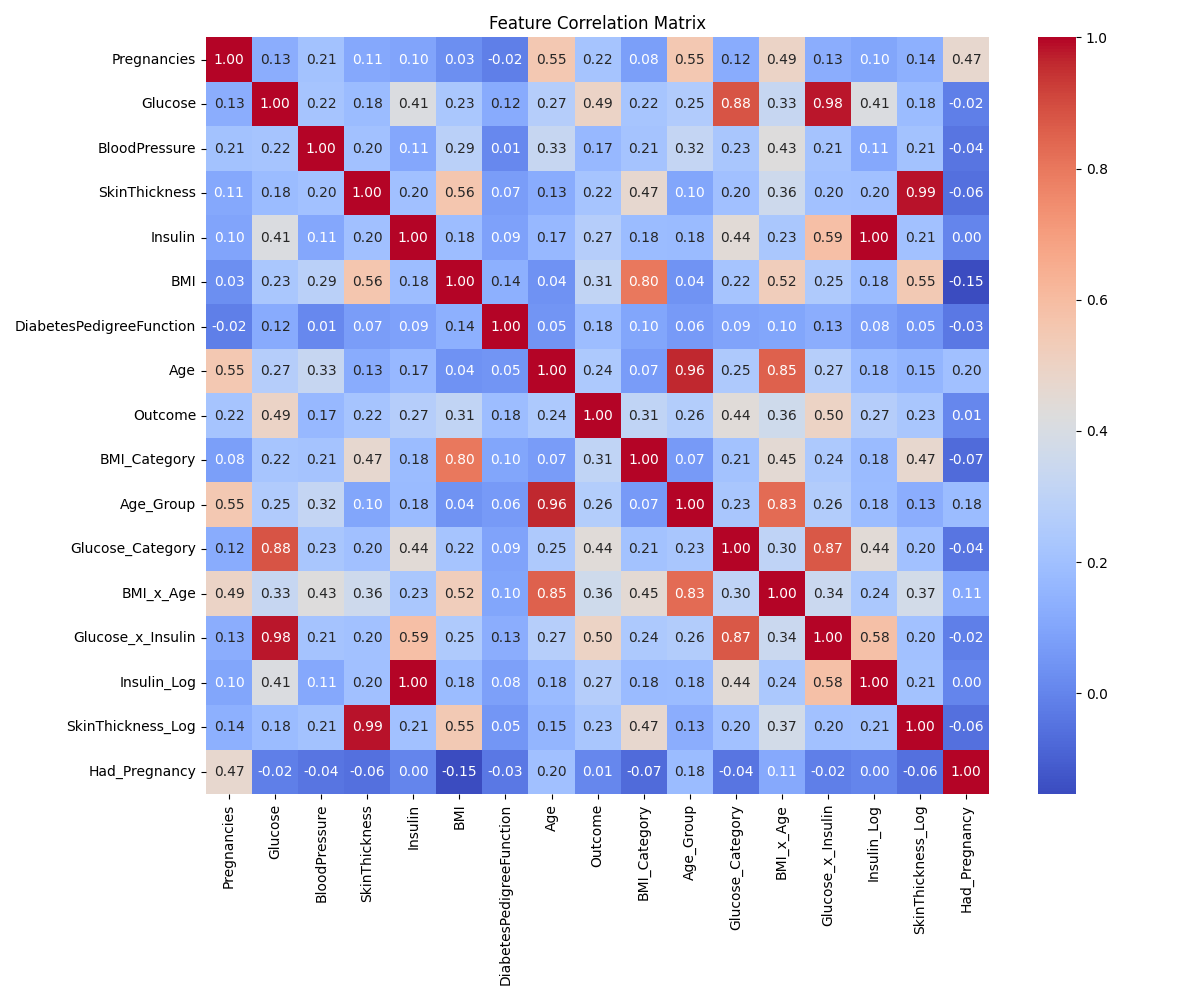 Feature Correlation Matrix
Pregnancies 1.00 0.13 0.21 0.11 0.10 0.03 -0.02 0.55 0.22 0.08 0.55 0.12 0.49 0.13 0.10 0.14 0.47
Glucose 0.13 1.00 0.22 0.18 0.41 0.23 0.12 0.27 0.49 0.22 0.25 0.88 0.33 0.98 0.41 0.18 -0.02
BloodPressure 0.21 0.22 1.00 0.20 0.11 0.29 0.01 0.33 0.17 0.21 0.32 0.23 0.43 0.21 0.11 0.21 -0.04
SkinThickness 0.11 0.18 0.20 1.00 0.20 0.56 0.07 0.13 0.22 0.47 0.10 0.20 0.36 0.20 0.20 0.99 -0.06
Insulin 0.10 0.41 0.11 0.20 1.00 0.18 0.09 0.17 0.27 0.18 0.18 0.44 0.23 0.59 1.00 0.21 0.00
BMI 0.03 0.23 0.29 0.56 0.18 1.00 0.14 0.04 0.31 0.80 0.04 0.22 0.52 0.25 0.18 0.55 -0.15
DiabetesPedigreeFunction -0.02 0.12 0.01 0.07 0.09 0.14 1.00 0.05 0.18 0.10 0.06 0.09 0.10 0.13 0.08 0.05 -0.03
Age 0.55 0.27 0.33 0.13 0.17 0.04 0.05 1.00 0.24 0.07 0.96 0.25 0.85 0.27 0.18 0.15 0.20
Outcome 0.22 0.49 0.17 0.22 0.27 0.31 0.18 0.24 1.00 0.31 0.26 0.44 0.36 0.50 0.27 0.23 0.01
BMI_Category 0.08 0.22 0.21 0.47 0.18 0.80 0.10 0.07 0.31 1.00 0.07 0.21 0.45 0.24 0.18 0.47 -0.07
Age_Group 0.55 0.25 0.32 0.10 0.18 0.04 0.06 0.96 0.26 0.07 1.00 0.23 0.83 0.26 0.18 0.13 0.18
Glucose_Category 0.12 0.88 0.23 0.20 0.44 0.22 0.09 0.25 0.44 0.21 0.23 1.00 0.30 0.87 0.44 0.20 -0.04
BMI_x_Age 0.49 0.33 0.43 0.36 0.23 0.52 0.10 0.85 0.36 0.45 0.83 0.30 1.00 0.34 0.24 0.37 0.11
Glucose_x_Insulin 0.13 0.98 0.21 0.20 0.59 0.25 0.13 0.27 0.50 0.24 0.26 0.87 0.34 1.00 0.58 0.20 -0.02
Insulin_Log 0.10 0.41 0.11 0.20 1.00 0.18 0.08 0.18 0.27 0.18 0.18 0.44 0.24 0.58 1.00 0.21 0.00
SkinThickness_Log 0.14 0.18 0.21 0.99 0.21 0.55 0.05 0.15 0.23 0.47 0.13 0.20 0.37 0.20 0.21 1.00 -0.06
Had_Pregnancy 0.47 -0.02 -0.04 -0.06 0.00 -0.15 -0.03 0.20 0.01 -0.07 0.18 -0.04 0.11 -0.02 0.00 -0.06 1.00
Pregnancies
Glucose
BloodPressure
SkinThickness
Insulin
BMI
DiabetesPedigreeFunction
Age
Outcome
BMI_Category
Age_Group
Glucose_Category
BMI_x_Age
Glucose_x_Insulin
Insulin_Log
SkinThickness_Log
Had_Pregnancy
1.0
0.8
0.6
0.4
0.2
0.0